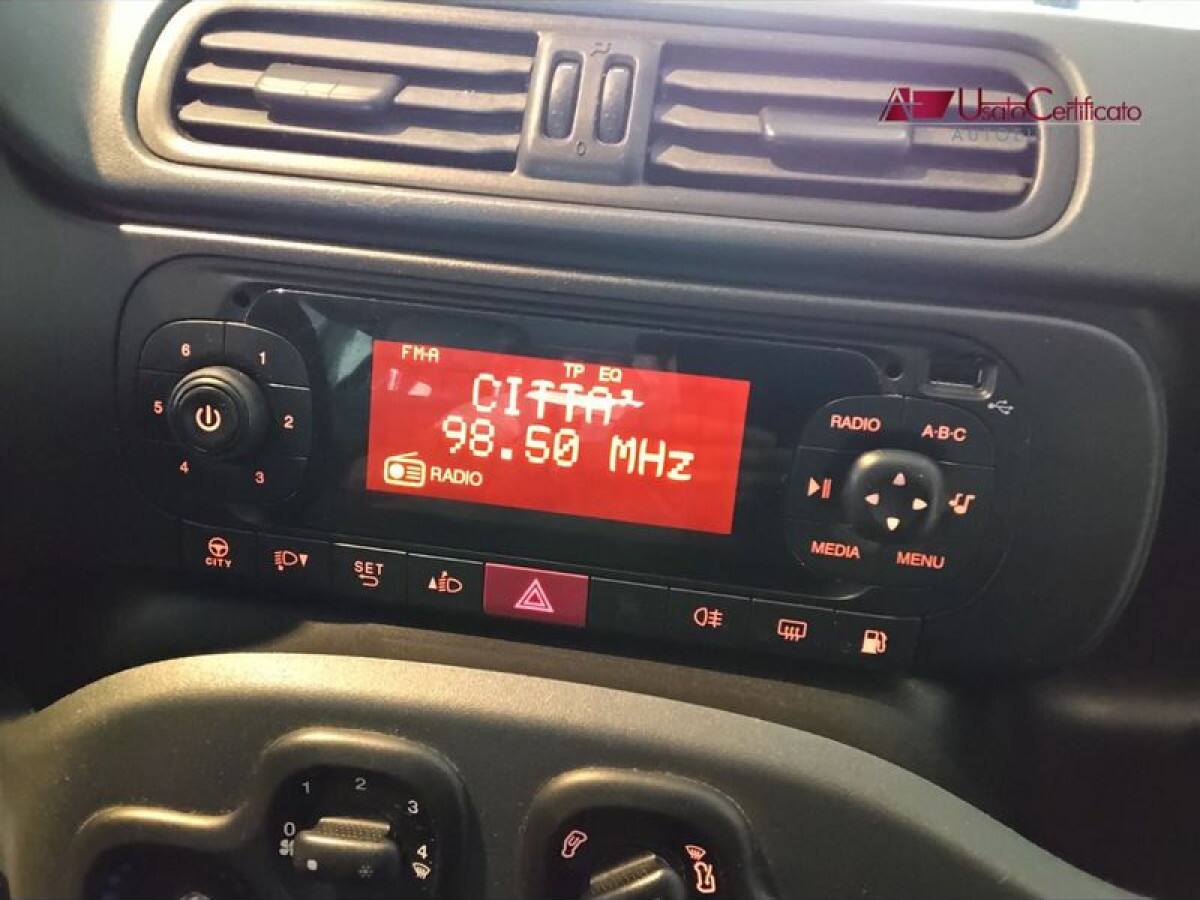 UsatoCertificato
0
FM-A
TP EQ
CITTA'
98.50 MHz
RADIO
6 1
5 2
4 3
RADIO A-B-C
MEDIA MENU
CITY
SET
1 2 3
0 4